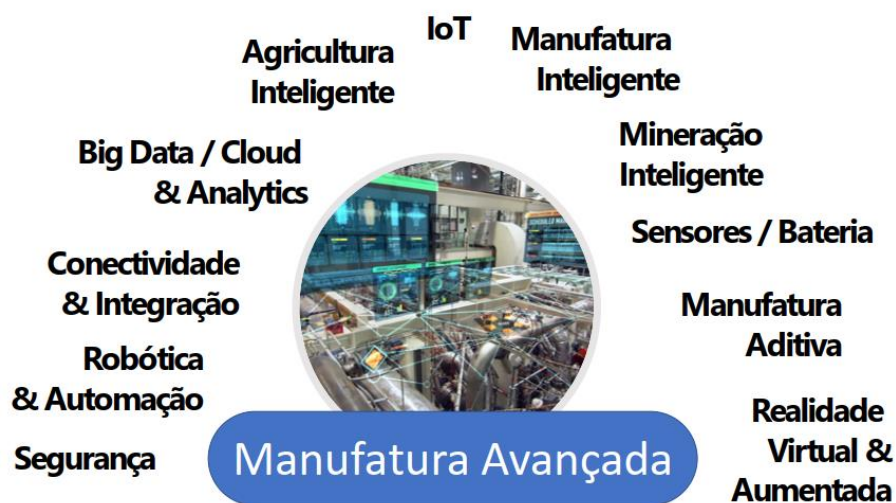 IoT
Agricultura
Inteligente
Manufatura
Inteligente
Big Data / Cloud
& Analytics
Mineração
Inteligente
Sensores / Bateria
Conectividade
& Integração
Manufatura
Aditiva
Robótica
& Automação
Realidade
Virtual &
Aumentada
Segurança
Manufatura Avançada